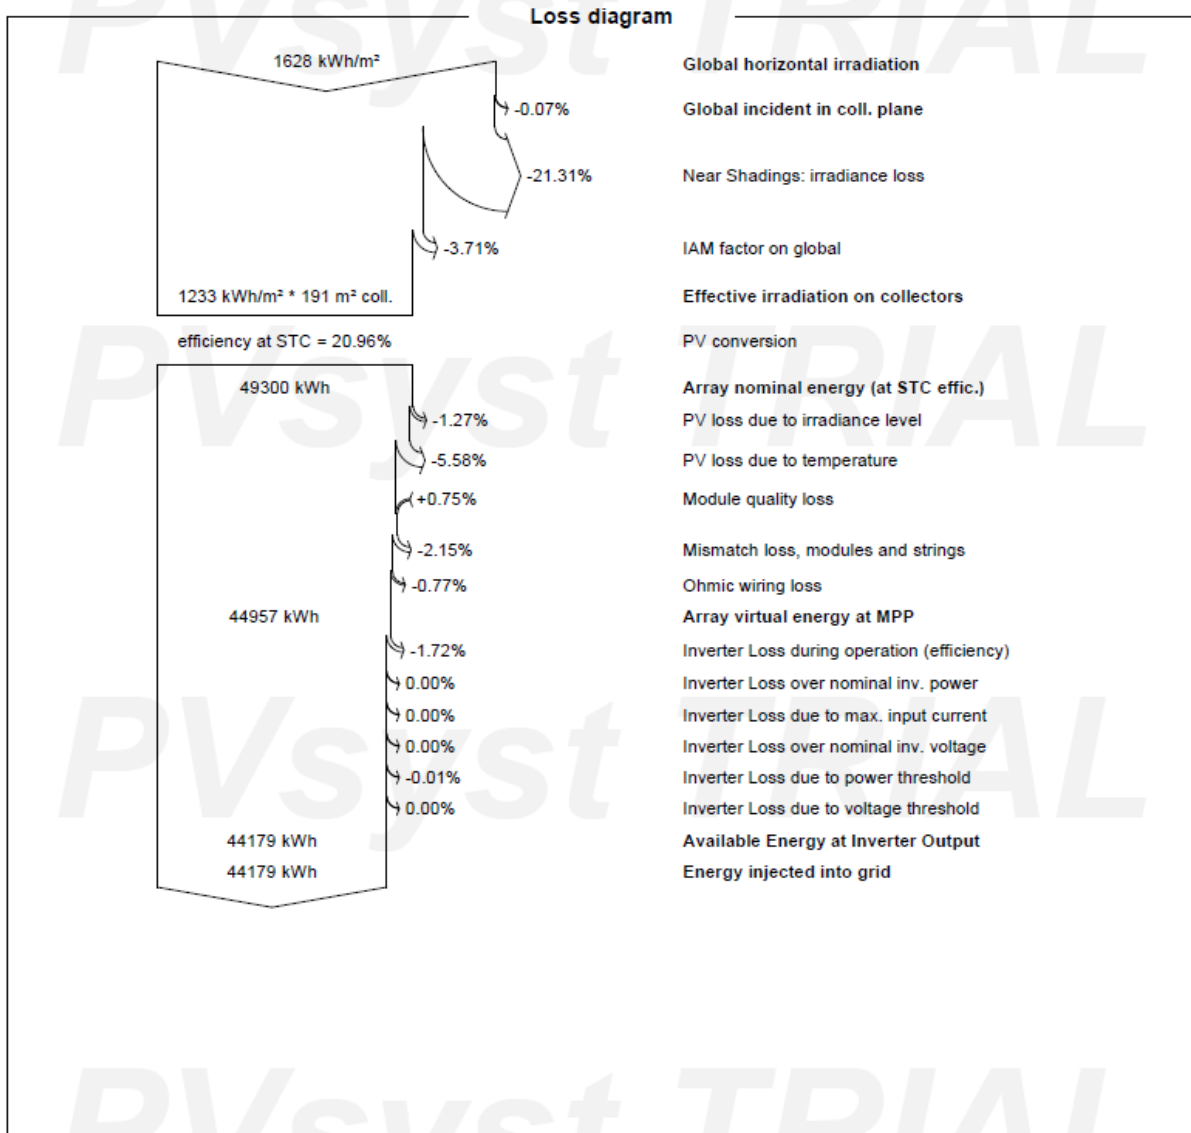 Loss diagram
1628 kWh/m² Global horizontal irradiation
-0.07% Global incident in coll. plane
-21.31% Near Shadings: irradiance loss
-3.71% IAM factor on global
1233 kWh/m² * 191 m² coll. Effective irradiation on collectors
efficiency at STC = 20.96% PV conversion
49300 kWh Array nominal energy (at STC effic.)
-1.27% PV loss due to irradiance level
-5.58% PV loss due to temperature
+0.75% Module quality loss
-2.15% Mismatch loss, modules and strings
-0.77% Ohmic wiring loss
44957 kWh Array virtual energy at MPP
-1.72% Inverter Loss during operation (efficiency)
0.00% Inverter Loss over nominal inv. power
0.00% Inverter Loss due to max. input current
0.00% Inverter Loss over nominal inv. voltage
-0.01% Inverter Loss due to power threshold
0.00% Inverter Loss due to voltage threshold
44179 kWh Available Energy at Inverter Output
44179 kWh Energy injected into grid
PVsyst TRIAL
PVsyst TRIAL
PVsyst TRIAL
PVsyst TRIAL